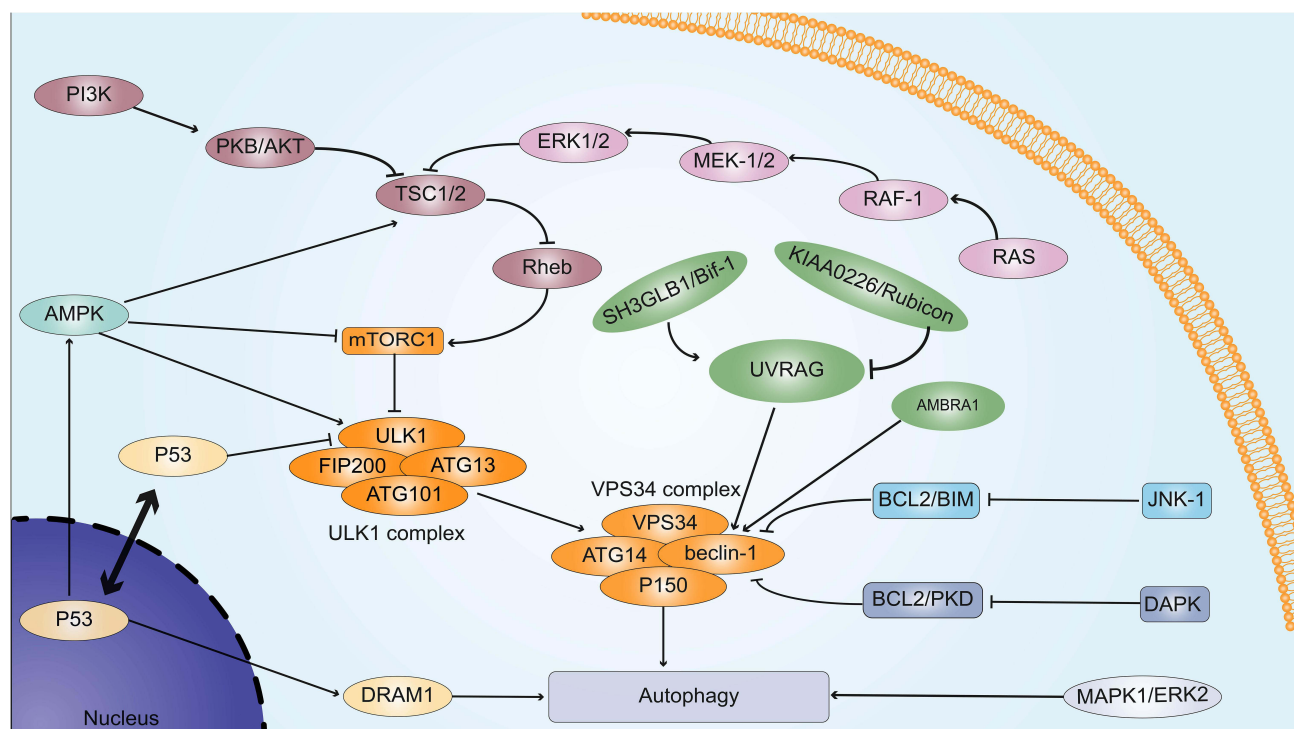 PI3K
PKB/AKT
ERK1/2
MEK-1/2
TSC1/2
RAF-1
RAS
Rheb
SH3GLB1/Bif-1
KIAA0226/Rubicon
AMPK
mTORC1
UVRAG
AMBRA1
ULK1
P53
FIP200
ATG13
ATG101
ULK1 complex
VPS34 complex
BCL2/BIM
JNK-1
VPS34
ATG14
beclin-1
P150
BCL2/PKD
DAPK
P53
DRAM1
Autophagy
MAPK1/ERK2
Nucleus